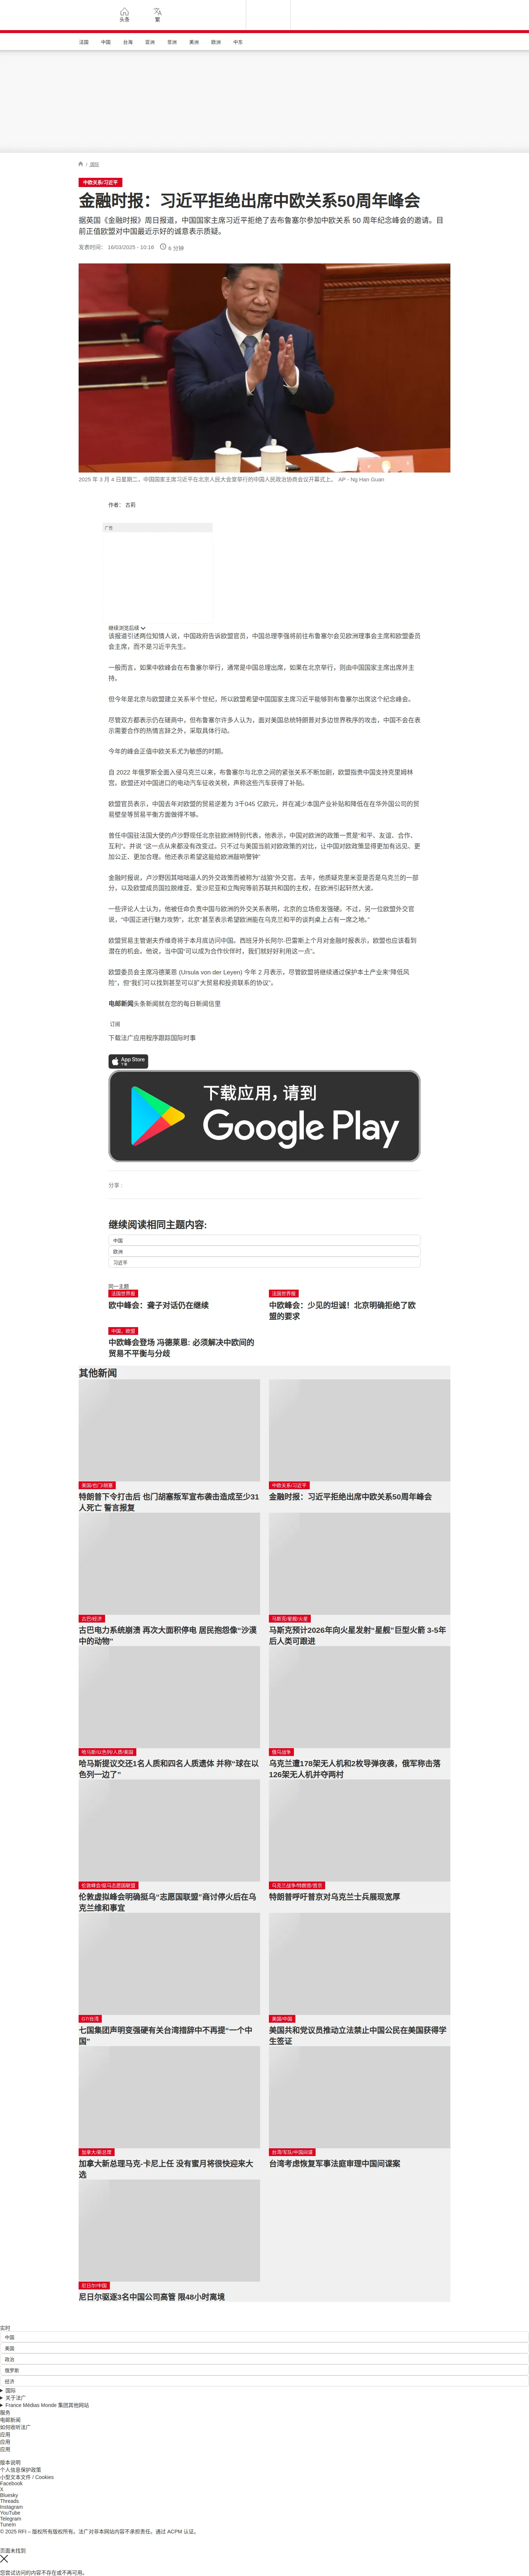 头条
繁
法国
中国
台海
亚洲
非洲
美洲
欧洲
中东
/ 国际
中欧关系/习近平
金融时报：习近平拒绝出席中欧关系50周年峰会
据英国《金融时报》周日报道，中国国家主席习近平拒绝了去布鲁塞尔参加中欧关系 50 周年纪念峰会的邀请。目
前正值欧盟对中国最近示好的诚意表示质疑。
发表时间： 16/03/2025 - 10:16
6 分钟
2025 年 3 月 4 日星期二，中国国家主席习近平在北京人民大会堂举行的中国人民政治协商会议开幕式上。 AP - Ng Han Guan
作者： 古莉
广告
继续浏览后续
该报道引述两位知情人说，中国政府告诉欧盟官员，中国总理李强将前往布鲁塞尔会见欧洲理事会主席和欧盟委员
会主席，而不是习近平先生。
一般而言，如果中欧峰会在布鲁塞尔举行，通常是中国总理出席，如果在北京举行，则由中国国家主席出席并主
持。
但今年是北京与欧盟建立关系半个世纪，所以欧盟希望中国国家主席习近平能够到布鲁塞尔出席这个纪念峰会。
尽管双方都表示仍在磋商中，但布鲁塞尔许多人认为，面对美国总统特朗普对多边世界秩序的攻击，中国不会在表
示需要合作的热情言辞之外，采取具体行动。
今年的峰会正值中欧关系尤为敏感的时期。
自 2022 年俄罗斯全面入侵乌克兰以来，布鲁塞尔与北京之间的紧张关系不断加剧，欧盟指责中国支持克里姆林
宫。欧盟还对中国进口的电动汽车征收关税，声称这些汽车获得了补贴。
欧盟官员表示，中国去年对欧盟的贸易逆差为 3千045 亿欧元，并在减少本国产业补贴和降低在在华外国公司的贸
易壁垒等贸易平衡方面做得不够。
曾任中国驻法国大使的卢沙野现任北京驻欧洲特别代表，他表示，中国对欧洲的政策一贯是“和平、友谊、合作、
互利”。并说 “这一点从来都没有改变过。只不过与美国当前对欧政策的对比，让中国对欧政策显得更加有远见、更
加公正、更加合理。他还表示希望这能给欧洲敲响警钟”
金融时报说，卢沙野因其咄咄逼人的外交政策而被称为“战狼”外交官。去年，他质疑克里米亚是否是乌克兰的一部
分，以及欧盟成员国拉脱维亚、爱沙尼亚和立陶宛等前苏联共和国的主权，在欧洲引起轩然大波。
一些评论人士认为，他被任命负责中国与欧洲的外交关系表明，北京的立场愈发强硬。不过，另一位欧盟外交官
说，“中国正进行魅力攻势”，北京“甚至表示希望欧洲能在乌克兰和平的谈判桌上占有一席之地。”
欧盟贸易主管谢夫乔维奇将于本月底访问中国。西班牙外长阿尔-巴雷斯上个月对金融时报表示，欧盟也应该看到
潜在的机会。他说，当中国“可以成为合作伙伴时，我们就好好利用这一点”。
欧盟委员会主席冯德莱恩 (Ursula von der Leyen) 今年 2 月表示，尽管欧盟将继续通过保护本土产业来“降低风
险”，但“我们可以找到甚至可以扩大贸易和投资联系的协议”。
电邮新闻头条新闻就在您的每日新闻信里
订阅
下载法广应用程序跟踪国际时事
App Store
下载应用，请到
Google Play
分享 :
继续阅读相同主题内容:
中国
欧洲
习近平
同一主题
法国世界报
欧中峰会：聋子对话仍在继续
法国世界报
中欧峰会：少见的坦诚！北京明确拒绝了欧
盟的要求
中国、欧盟
中欧峰会登场 冯德莱恩: 必须解决中欧间的
贸易不平衡与分歧
其他新闻
美国/也门/胡塞
特朗普下令打击后 也门胡塞叛军宣布袭击造成至少31
人死亡 誓言报复
中欧关系/习近平
金融时报：习近平拒绝出席中欧关系50周年峰会
古巴/经济
古巴电力系统崩溃 再次大面积停电 居民抱怨像“沙漠
中的动物”
马斯克/星舰/火星
马斯克预计2026年向火星发射“星舰”巨型火箭 3-5年
后人类可跟进
哈马斯/以色列/人质/美国
哈马斯提议交还1名人质和四名人质遗体 并称“球在以
色列一边了”
俄乌战争
乌克兰遭178架无人机和2枚导弹夜袭，俄军称击落
126架无人机并夺两村
伦敦峰会/挺乌志愿国联盟
伦敦虚拟峰会明确挺乌“志愿国联盟”商讨停火后在乌
克兰维和事宜
乌克兰战争/特朗普/普京
特朗普呼吁普京对乌克兰士兵展现宽厚
G7/台湾
七国集团声明变强硬有关台湾措辞中不再提“一个中
国”
美国/中国
美国共和党议员推动立法禁止中国公民在美国获得学
生签证
加拿大/新总理
加拿大新总理马克-卡尼上任 没有蜜月将很快迎来大
选
台湾/军队/中国间谍
台湾考虑恢复军事法庭审理中国间谍案
尼日尔/中国
尼日尔驱逐3名中国公司高管 限48小时离境
实时
中国
美国
政治
俄罗斯
经济
国际
关于法广
France Médias Monde 集团其他网站
服务
电邮新闻
如何收听法广
应用
应用
应用
版本说明
个人信息保护政策
小型文本文件 / Cookies
Facebook
X
Bluesky
Threads
Instagram
YouTube
Telegram
TuneIn
© 2025 RFI – 版权所有版权所有。法广对非本网站内容不承担责任。通过 ACPM 认证。
页面未找到
您尝试访问的内容不存在或不再可用。